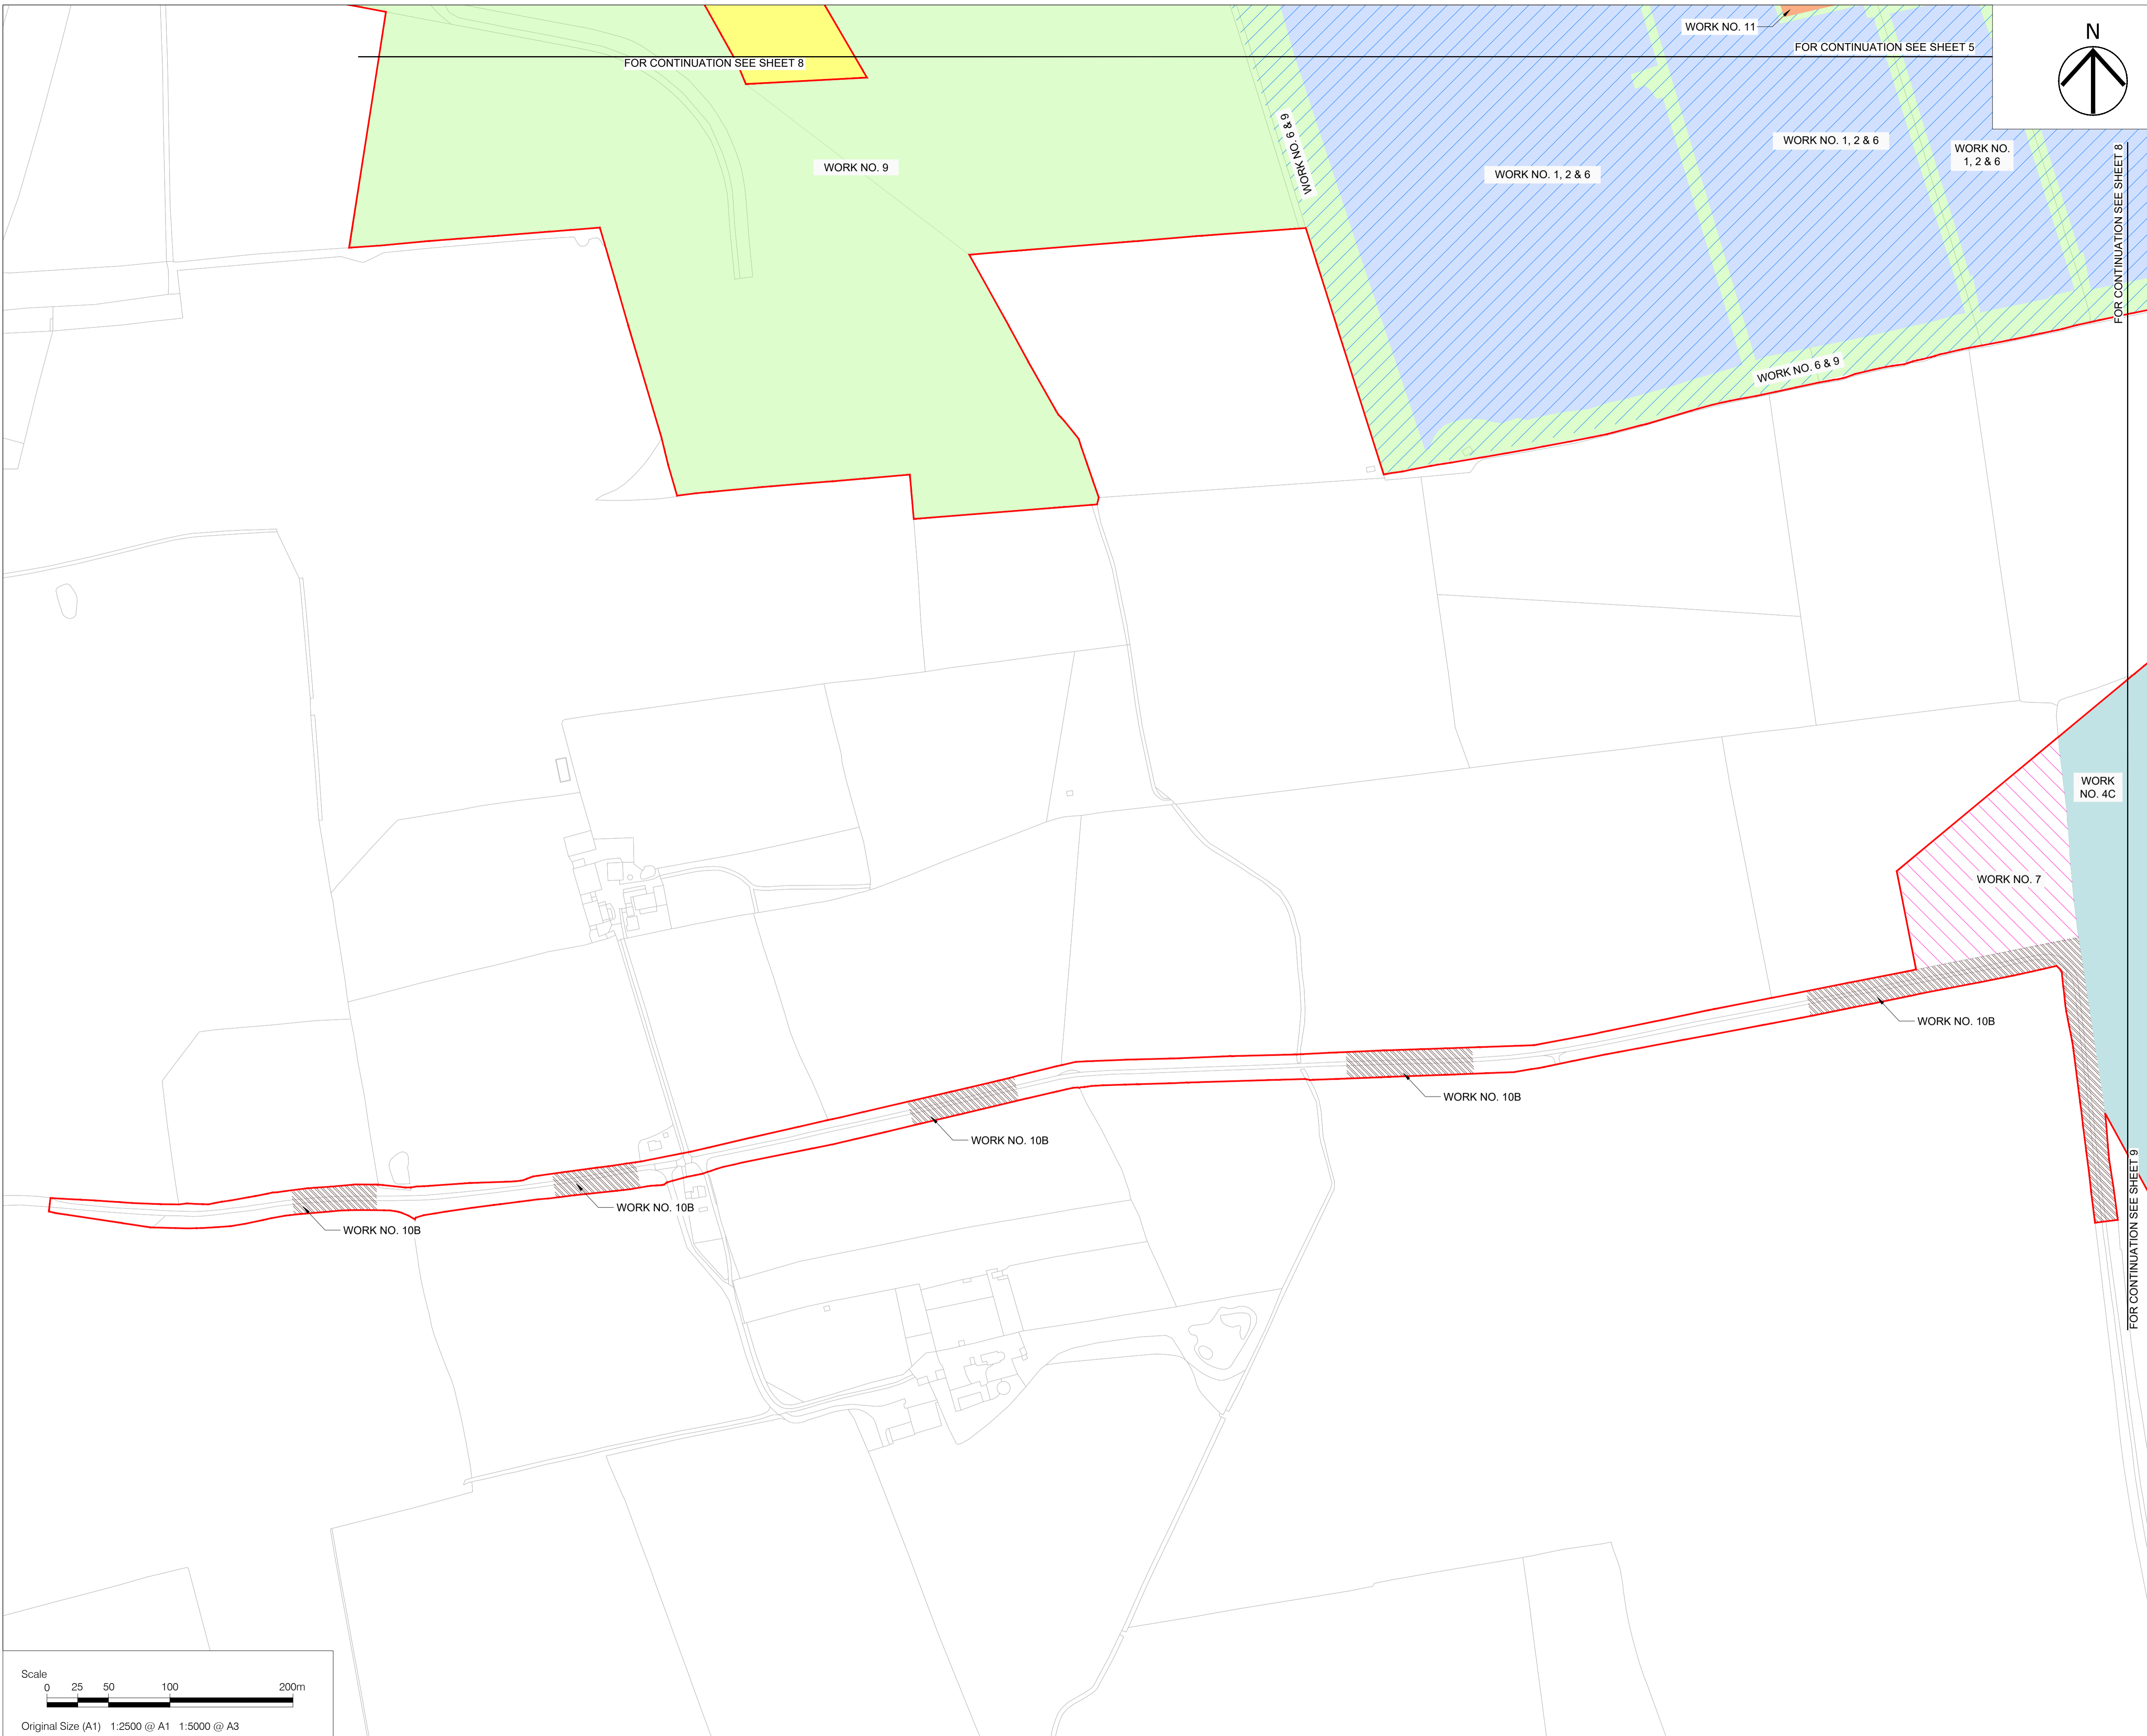 WORK NO. 11
N
FOR CONTINUATION SEE SHEET 5
FOR CONTINUATION SEE SHEET 8
WORK NO. 6 & 9
WORK NO. 9
WORK NO. 1, 2 & 6
WORK NO. 1, 2 & 6
WORK NO.
1, 2 & 6
FOR CONTINUATION SEE SHEET 8
WORK NO. 6 & 9
WORK
NO. 4C
WORK NO. 7
WORK NO. 10B
WORK NO. 10B
WORK NO. 10B
WORK NO. 10B
WORK NO. 10B
FOR CONTINUATION SEE SHEET 9
Scale
0 25 50 100 200m
Original Size (A1) 1:2500 @ A1 1:5000 @ A3